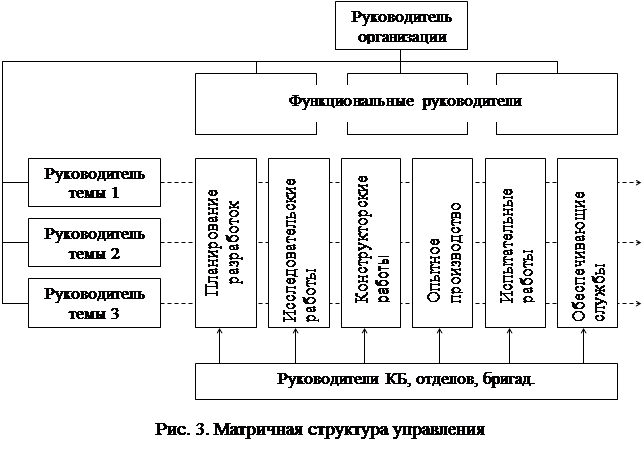 Руководитель
организации
Функциональные руководители
Руководитель
темы 1
Руководитель
темы 2
Руководитель
темы 3
Планирование
разработок
Исследовательские
работы
Конструкторские
работы
Опытное
производство
Испытательные
работы
Обеспечивающие
службы
Руководители КБ, отделов, бригад.
Рис. 3. Матричная структура управления